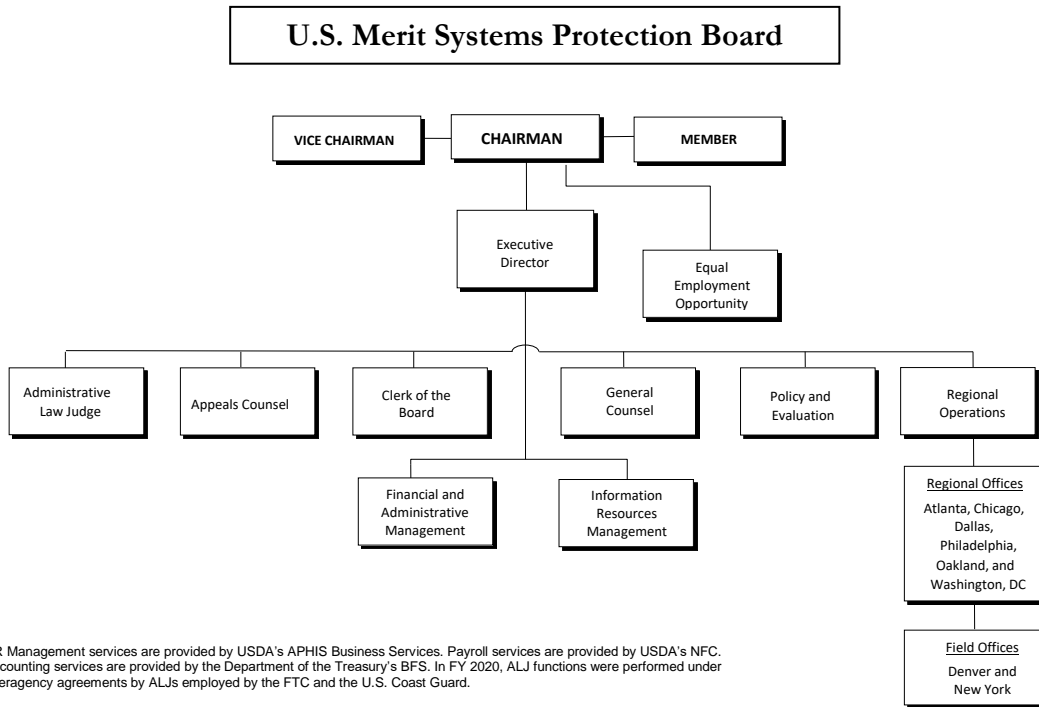 U.S. Merit Systems Protection Board
VICE CHAIRMAN
CHAIRMAN
MEMBER
Executive
Director
Equal
Employment
Opportunity
Administrative
Law Judge
Appeals Counsel
Clerk of the
Board
General
Counsel
Policy and
Evaluation
Regional
Operations
Financial and
Administrative
Management
Information
Resources
Management
Regional Offices
Atlanta, Chicago,
Dallas,
Philadelphia,
Oakland, and
Washington, DC
Field Offices
Denver and
New York
R Management services are provided by USDA's APHIS Business Services. Payroll services are provided by USDA's NFC.
counting services are provided by the Department of the Treasury's BFS. In FY 2020, ALJ functions were performed under
eragency agreements by ALJs employed by the FTC and the U.S. Coast Guard.